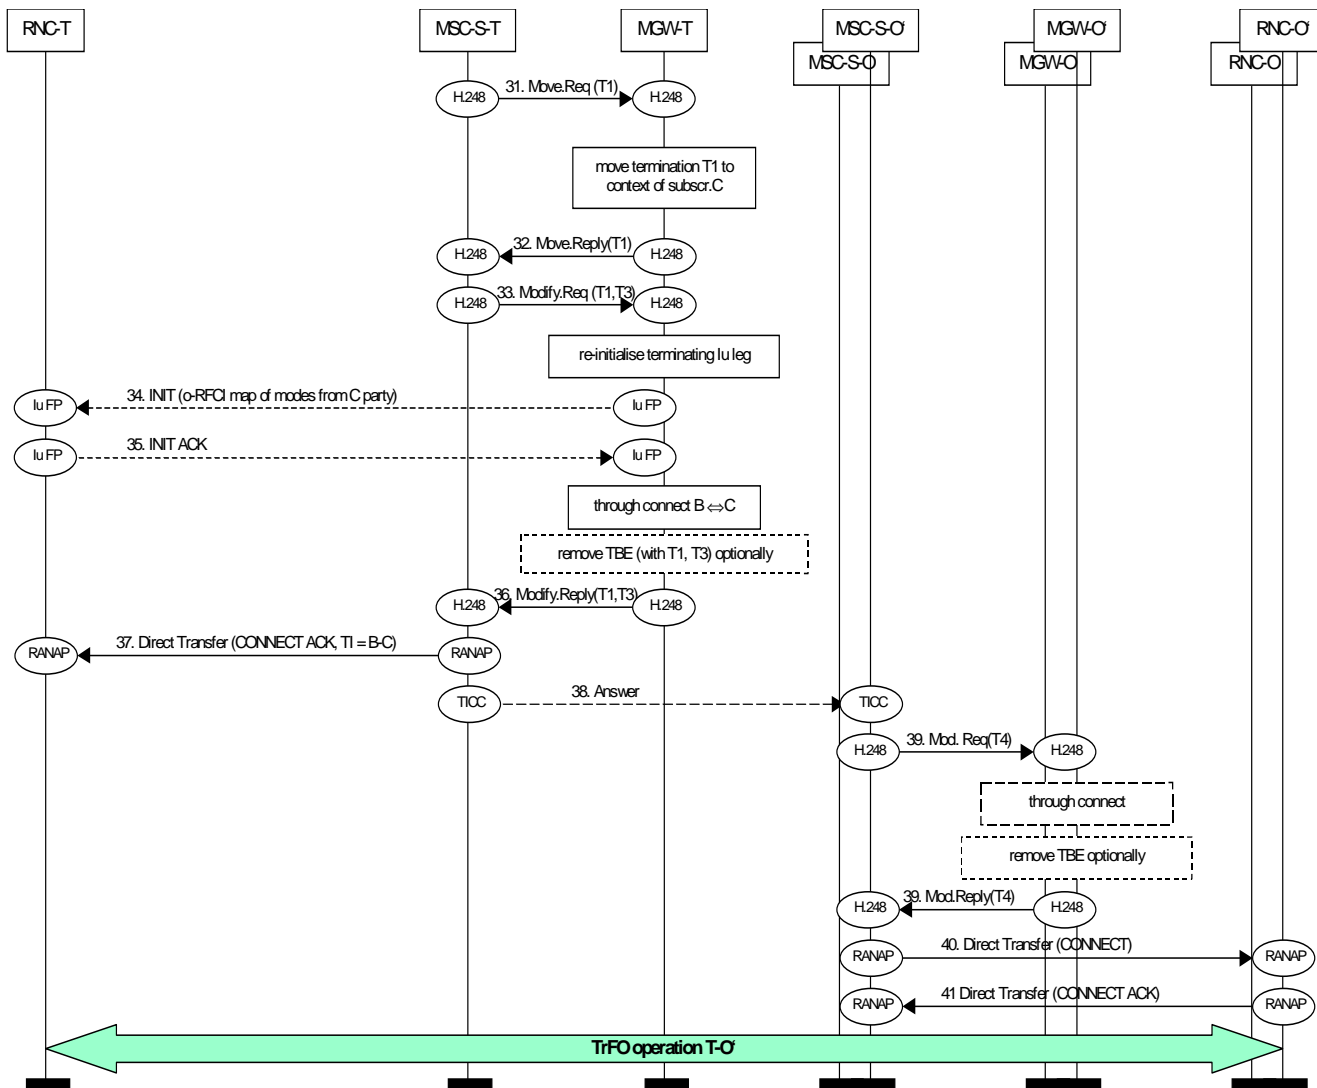 RNC-T
MSC-S-T
MGW-T
MSC-S-O'
MGW-O'
RNC-O'
MSC-S-O
MGW-O
RNC-O
31. Move.Req (T1)
H.248
H.248
move termination T1 to
context of subscr.C
32. Move.Reply(T1)
H.248
H.248
33. Modify.Req (T1,T3)
H.248
H.248
re-initialise terminating Iu leg
34. INIT (o-RFCI map of modes from C party)
Iu FP
Iu FP
35. INIT ACK
Iu FP
Iu FP
through connect B ⇔ C
remove TBE (with T1, T3) optionally
36. Modify.Reply(T1,T3)
H.248
H.248
37. Direct Transfer (CONNECT ACK, TI = B-C)
RANAP
RANAP
38. Answer
TICC
TICC
39. Mod. Req(T4)
H.248
H.248
through connect
remove TBE optionally
39. Mod.Reply(T4)
H.248
H.248
40. Direct Transfer (CONNECT)
RANAP
RANAP
41 Direct Transfer (CONNECT ACK)
RANAP
RANAP
TrFO operation T-O'